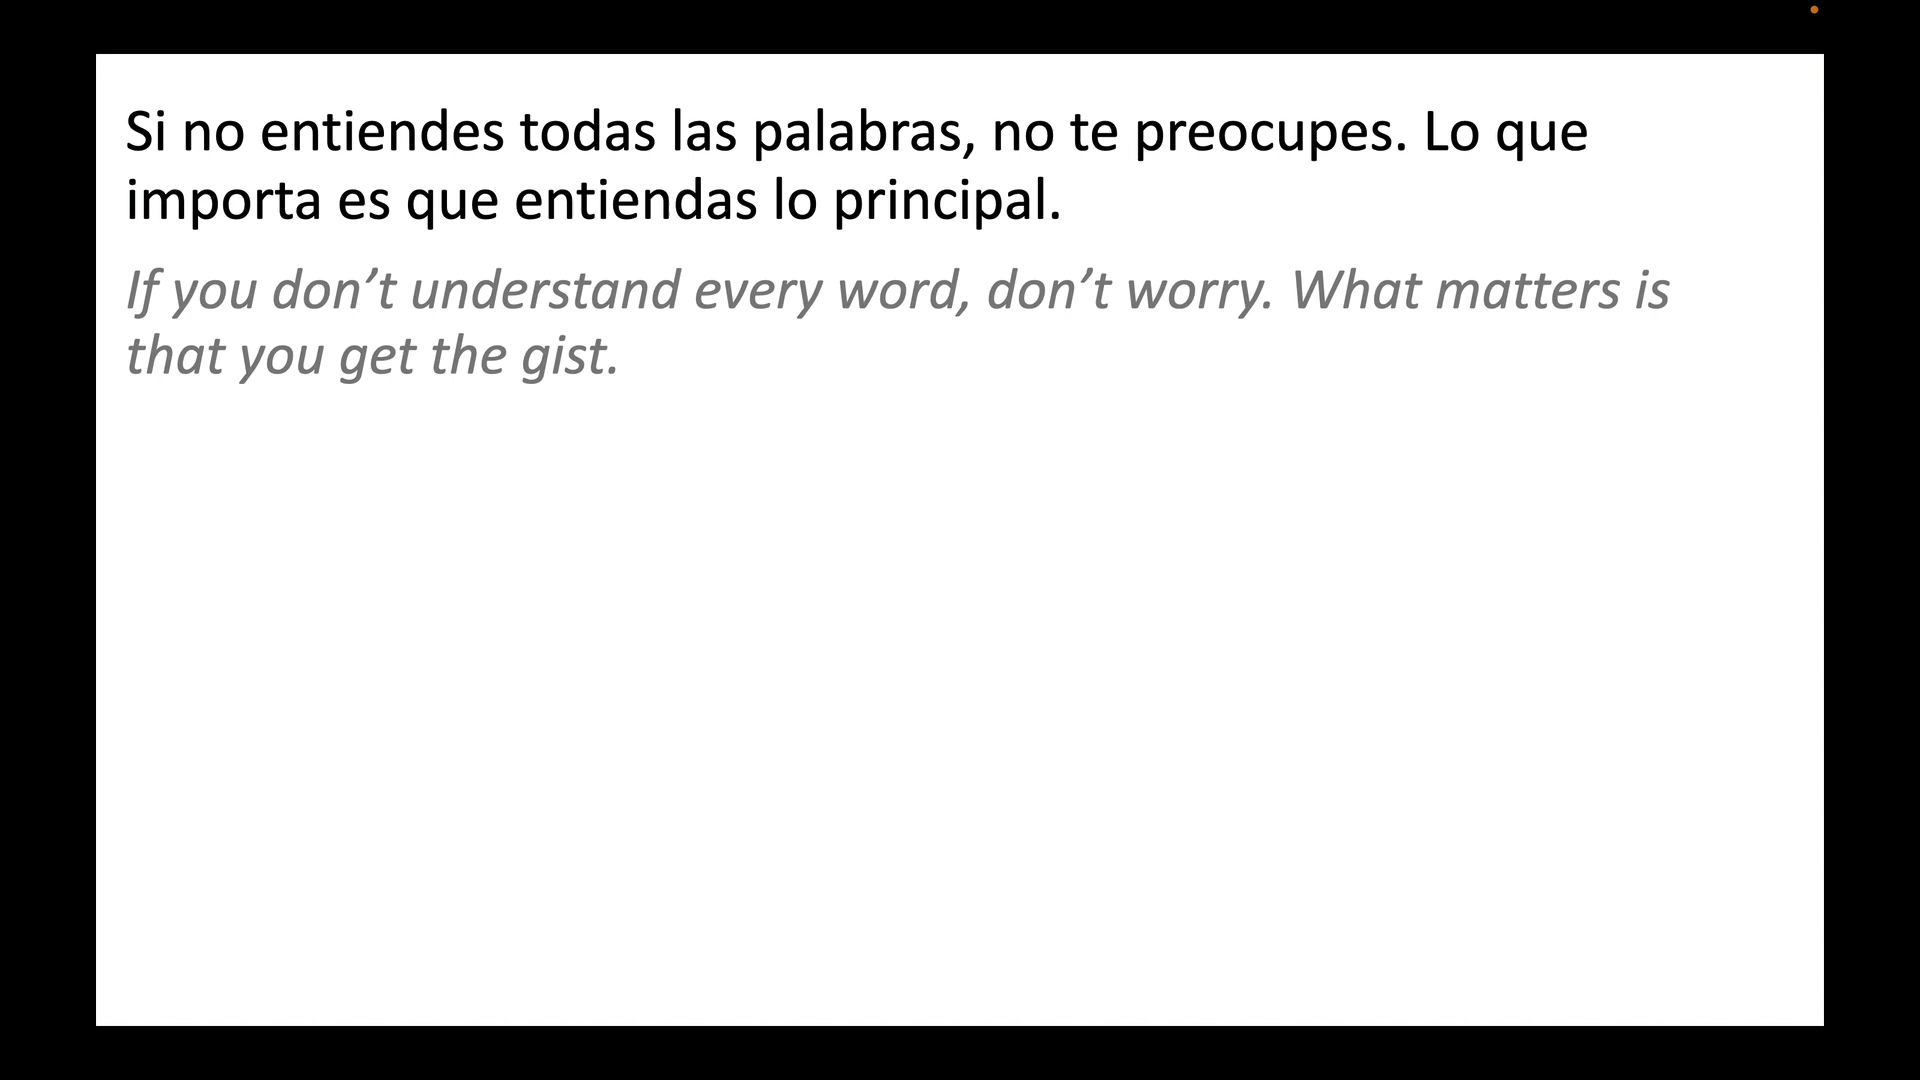 Si no entiendes todas las palabras, no te preocupes. Lo que
importa es que entiendas lo principal.
If you don’t understand every word, don’t worry. What matters is
that you get the gist.